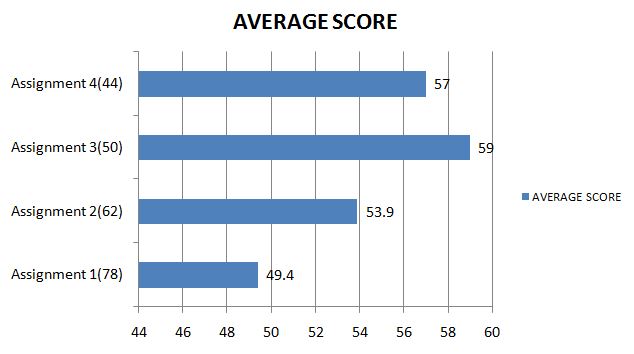 AVERAGE SCORE
Assignment 4(44)
57
Assignment 3(50)
59
Assignment 2(62)
53.9
Assignment 1(78)
49.4
AVERAGE SCORE
44 46 48 50 52 54 56 58 60